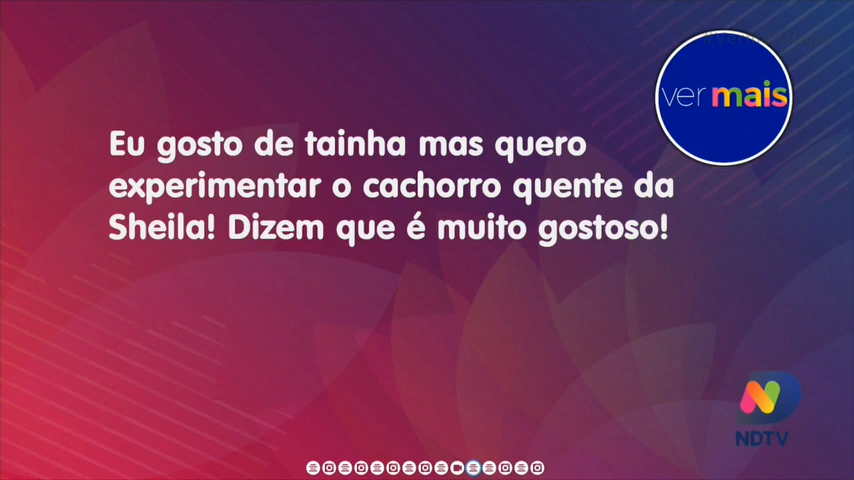 ver mais
Eu gosto de tainha mas quero
experimentar o cachorro quente da
Sheila! Dizem que é muito gostoso!
NDTV